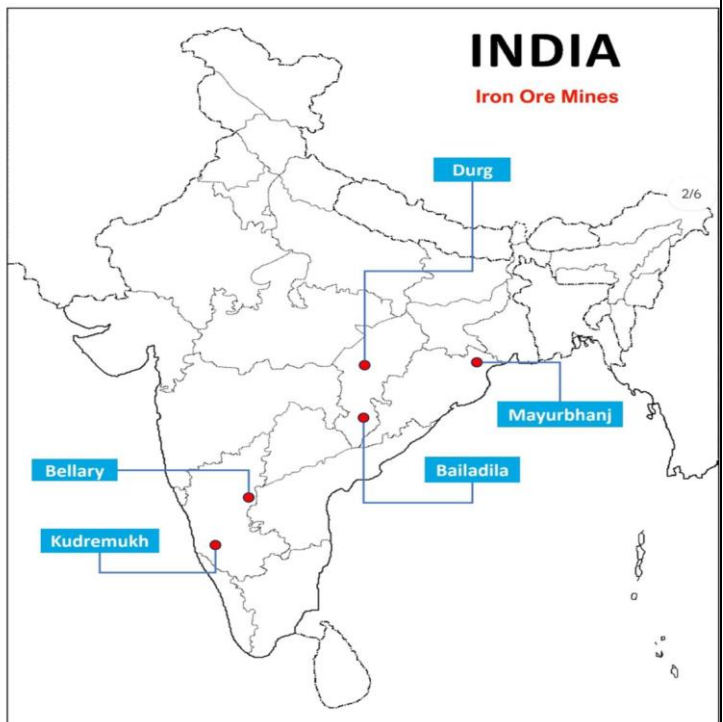 INDIA
Iron Ore Mines
Durg
2/6
Mayurbhanj
Bellary
Bailadila
Kudremukh